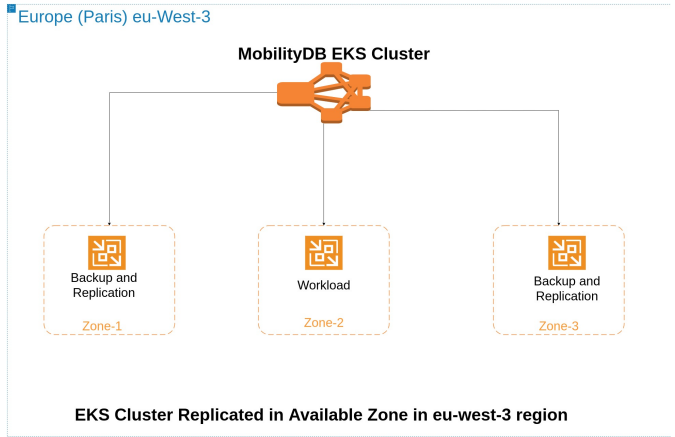 Europe (Paris) eu-West-3
MobilityDB EKS Cluster
Backup and
Replication
Zone-1
Workload
Zone-2
Backup and
Replication
Zone-3
EKS Cluster Replicated in Available Zone in eu-west-3 region